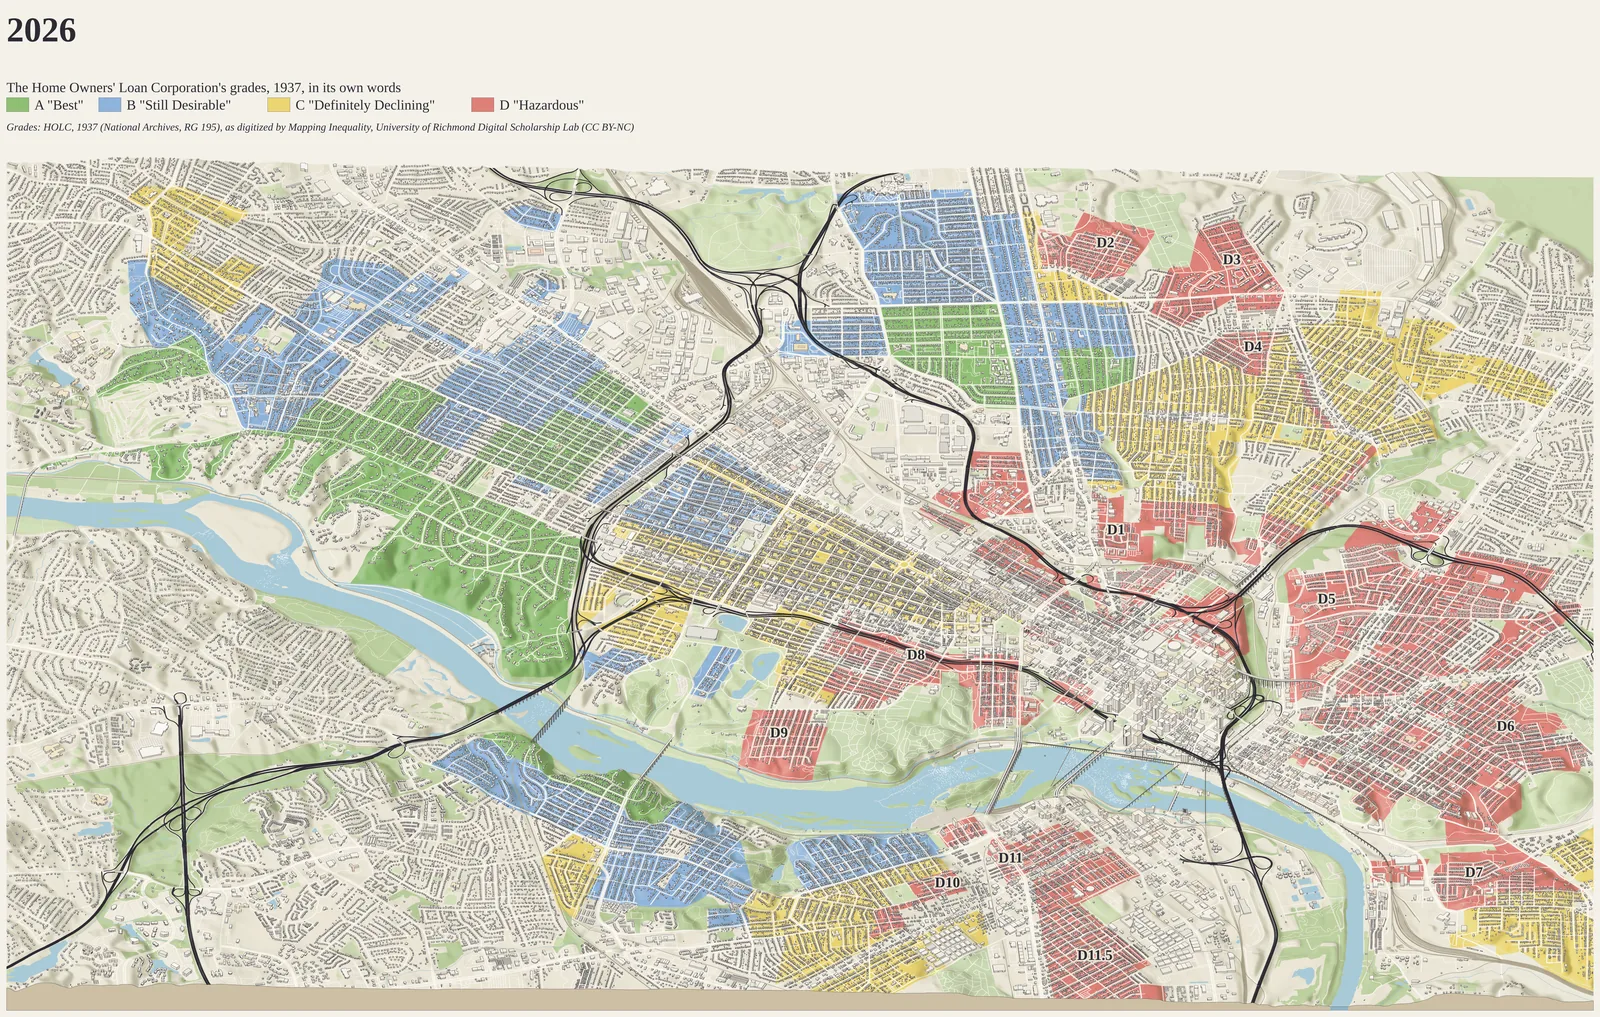 2026
The Home Owners' Loan Corporation's grades, 1937, in its own words
A "Best" B "Still Desirable" C "Definitely Declining" D "Hazardous"
Grades: HOLC, 1937 (National Archives, RG 195), as digitized by Mapping Inequality, University of Richmond Digital Scholarship Lab (CC BY-NC)
D2
D3
D4
D1
D5
D8
D6
D9
D11
D7
D10
D11.5